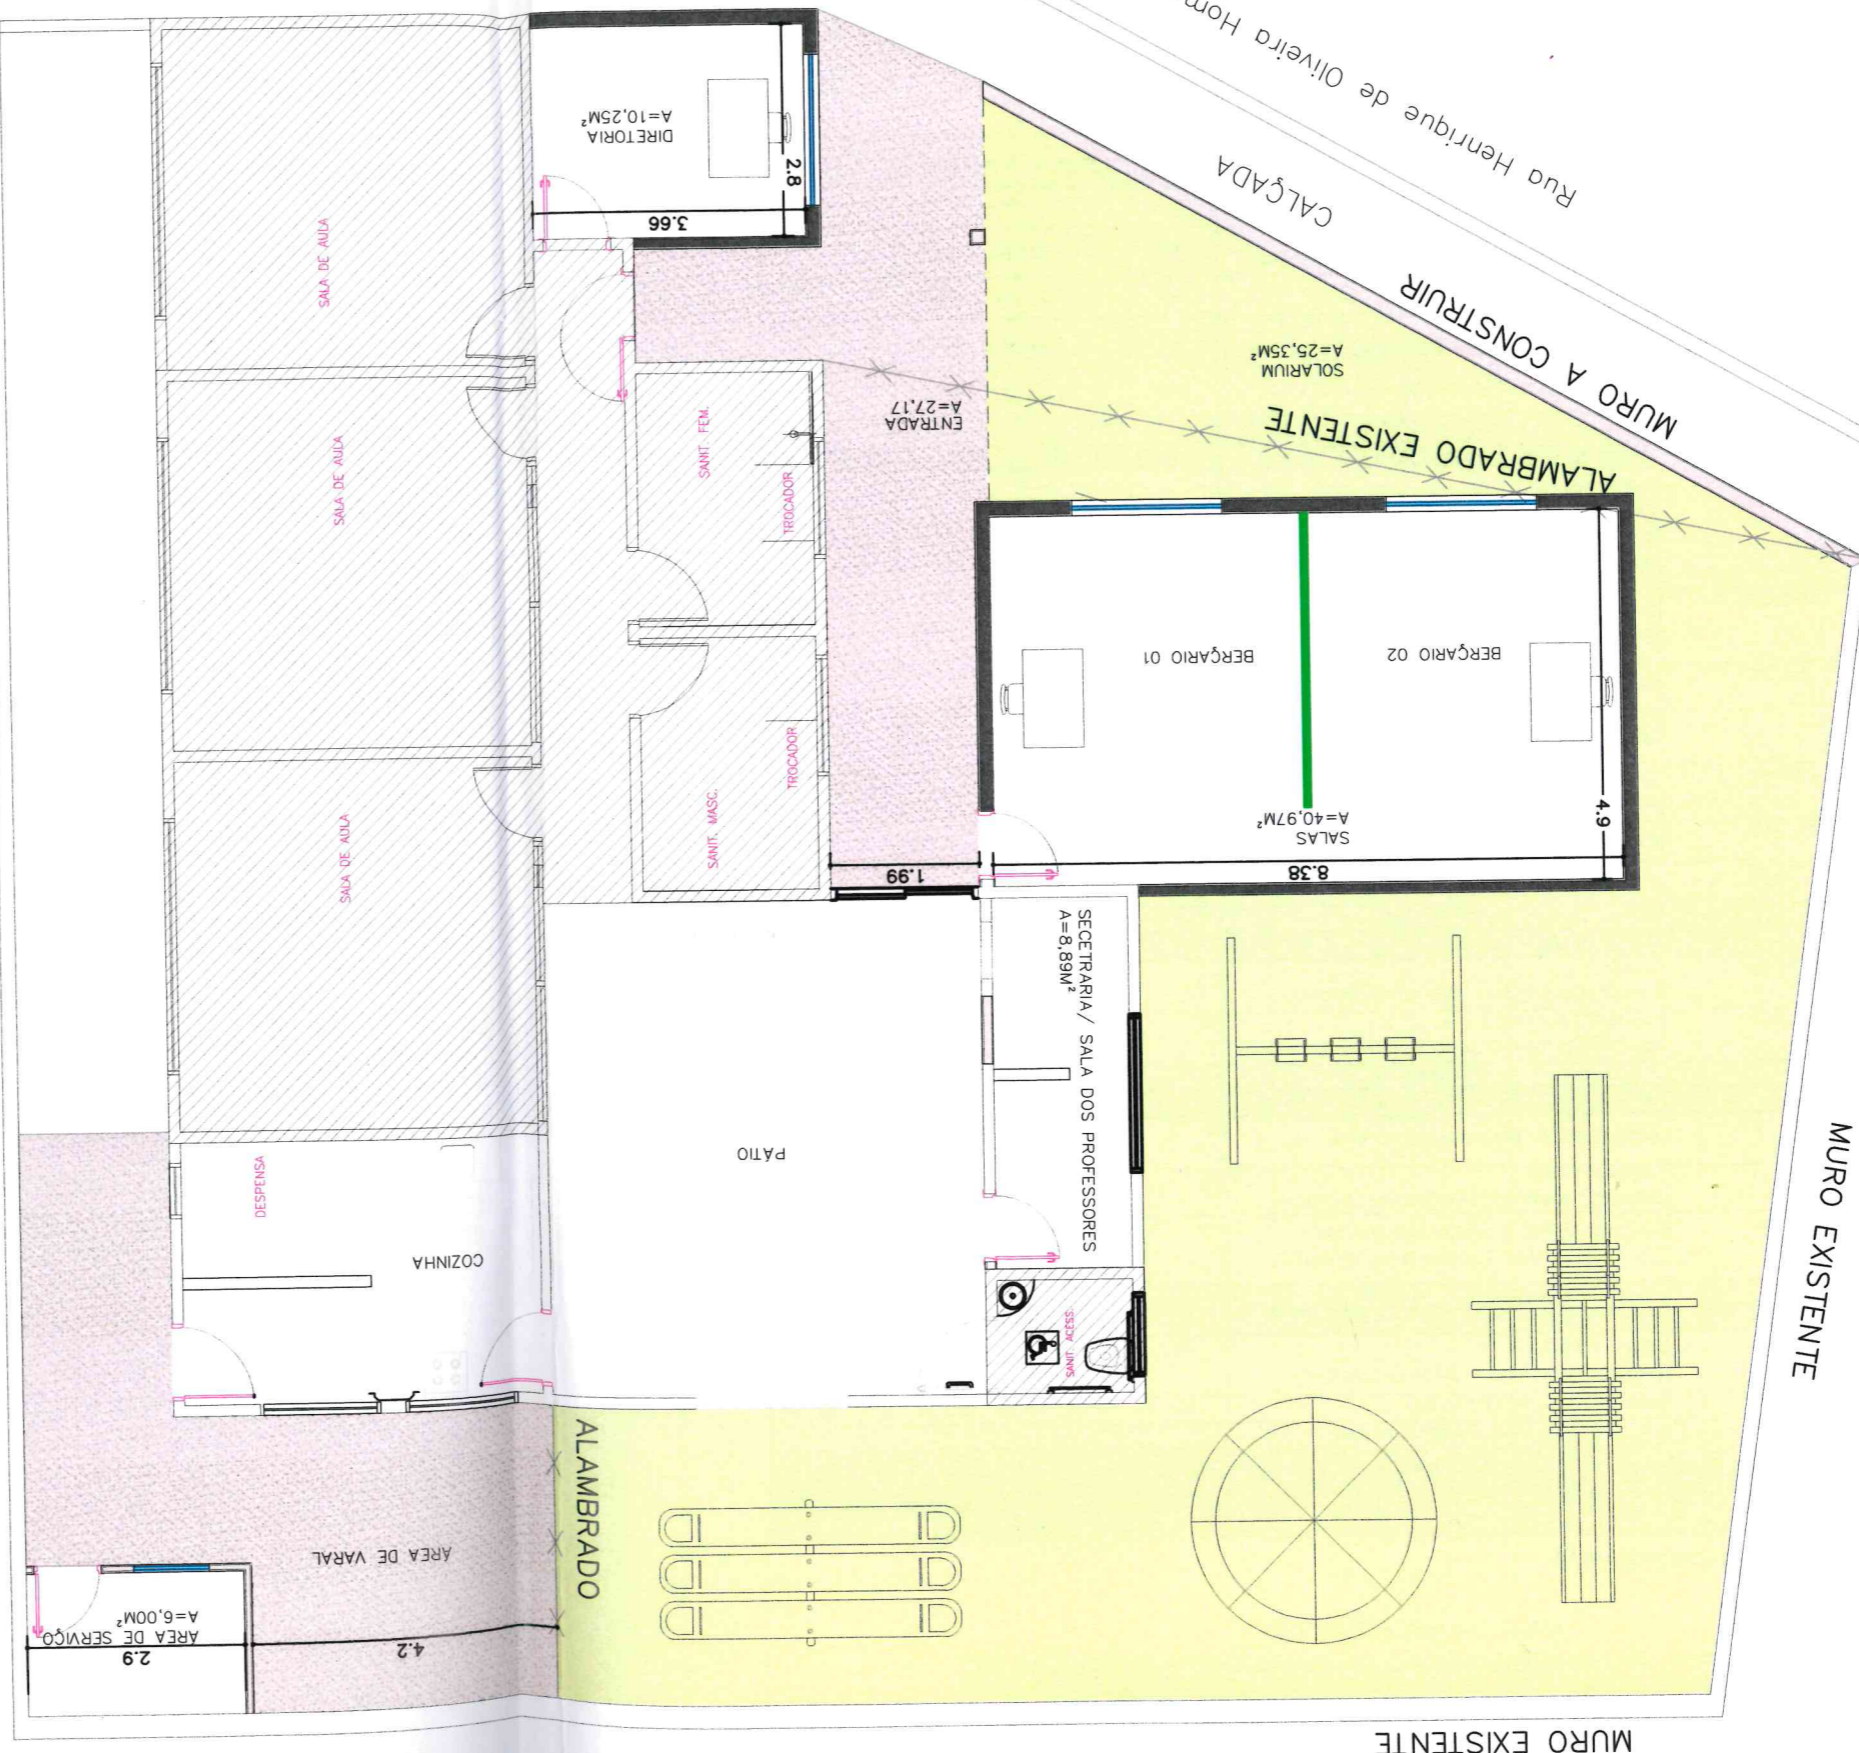 Rua Henrique de Oliveira
CALÇADA
MURO A CONSTRUIR
DIRETORIA
A=10,25M²
2.8
3.66
SALA DE AULA
SOLARIUM
A=25,35M²
ENTRADA
A=27,17
ALAMBRADO EXISTENTE
SANIT. FEM.
TROCADOR
SALA DE AULA
BERÇARIO 01
BERÇARIO 02
SANIT. MASC.
TROCADOR
SALAS
A=40,97M²
4.9
8.38
1.99
SALA DE AULA
SECETRARIA/ SALA DOS PROFESSORES
A=8,89M²
PÁTIO
DESPENSA
COZINHA
SANIT. ACESS.
MURO EXISTENTE
ALAMBRADO
AREA DE VARAL
AREA DE SERVIÇO
A=6,00M²
2.9
4.2
MURO EXISTENTE